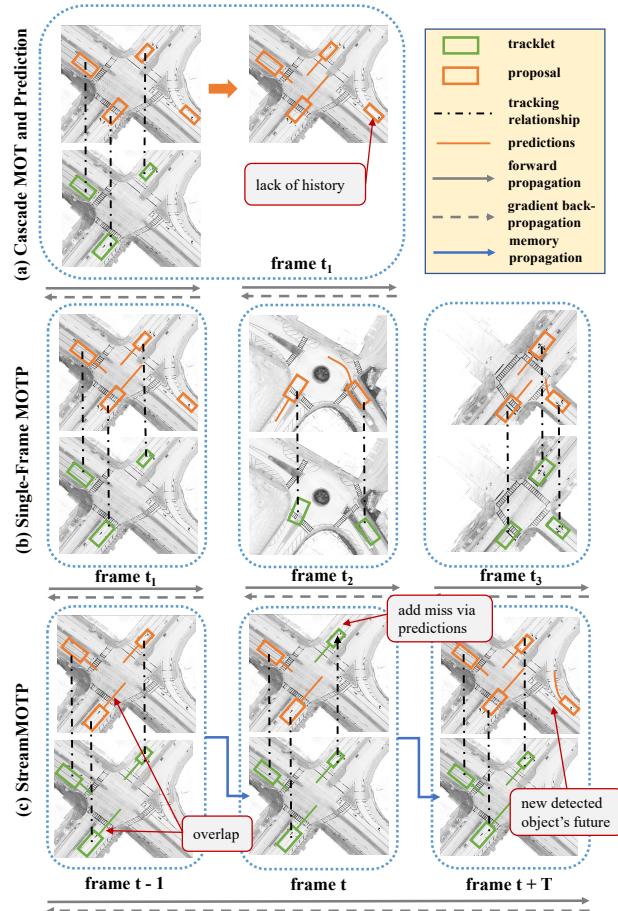 (a) Cascade MOT and Prediction
lack of history
frame t₁
tracklet
proposal
tracking
relationship
predictions
forward
propagation
gradient back-
propagation
memory
propagation
(b) Single-Frame MOTP
frame t₁
frame t₂
frame t₃
(c) StreamMOTP
add miss via
predictions
overlap
new detected
object's future
frame t - 1
frame t
frame t + T